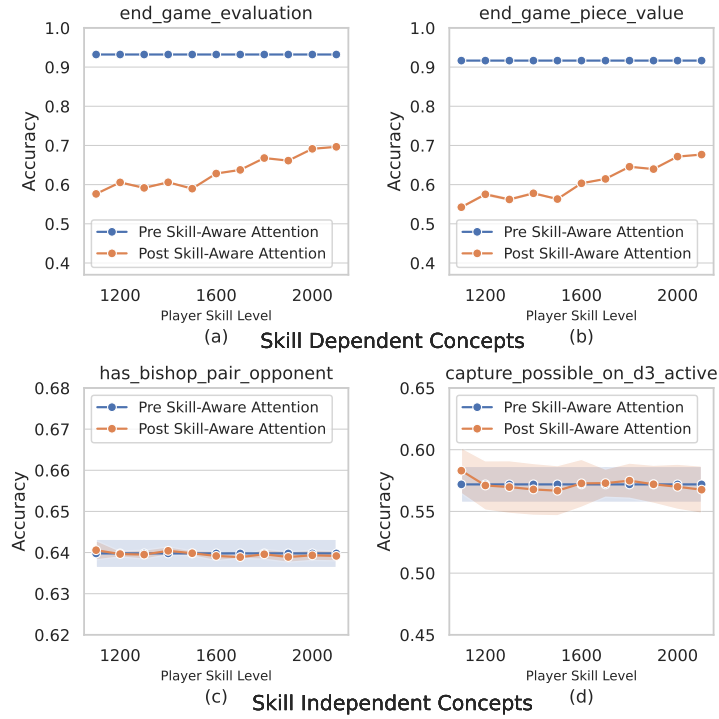 end_game_evaluation
1.0
0.9
0.8
0.7
0.6
0.5
0.4
Accuracy
Pre Skill-Aware Attention
Post Skill-Aware Attention
1200 1600 2000
Player Skill Level
(a)
end_game_piece_value
1.0
0.9
0.8
0.7
0.6
0.5
0.4
Accuracy
Pre Skill-Aware Attention
Post Skill-Aware Attention
1200 1600 2000
Player Skill Level
(b)
Skill Dependent Concepts
has_bishop_pair_opponent
0.68
0.67
0.66
0.65
0.64
0.63
0.62
Accuracy
Pre Skill-Aware Attention
Post Skill-Aware Attention
1200 1600 2000
Player Skill Level
(c)
capture_possible_on_d3_active
0.65
0.60
0.55
0.50
0.45
Accuracy
Pre Skill-Aware Attention
Post Skill-Aware Attention
1200 1600 2000
Player Skill Level
(d)
Skill Independent Concepts